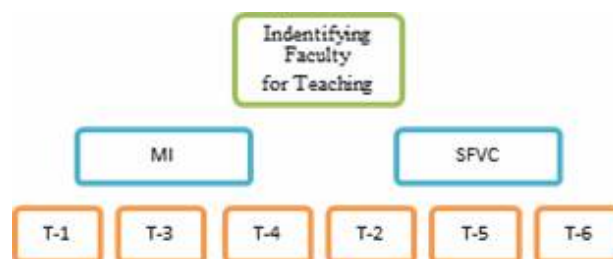 Indentifying
Faculty
for Teaching
MI
SFVC
T-1
T-3
T-4
T-2
T-5
T-6